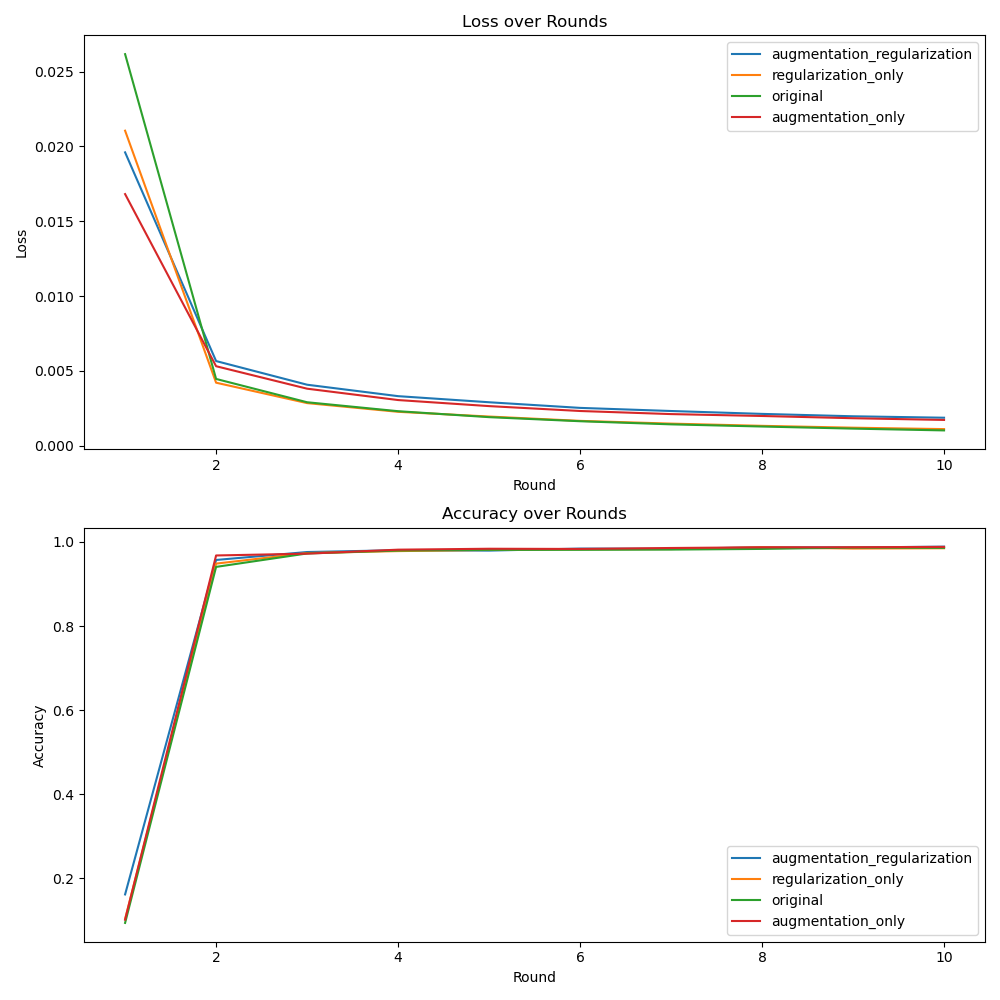 Loss over Rounds
augmentation_regularization
regularization_only
original
augmentation_only
0.025
0.020
0.015
0.010
0.005
0.000
Loss
2 4 6 8 10
Round
Accuracy over Rounds
1.0
0.8
0.6
0.4
0.2
Accuracy
augmentation_regularization
regularization_only
original
augmentation_only
2 4 6 8 10
Round